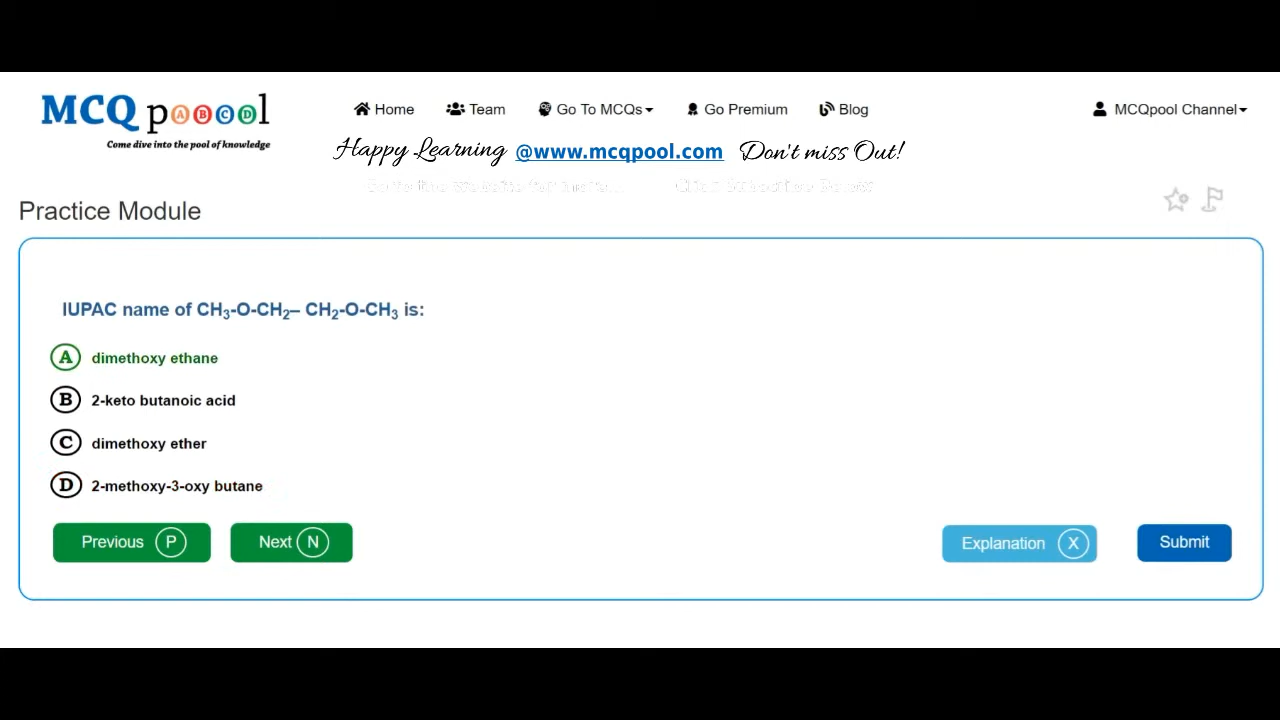 MCQ pooool
Come dive into the pool of knowledge
Home Team Go To MCQs Go Premium Blog MCQpool Channel
Happy Learning @www.mcqpool.com Don't miss Out!
Practice Module
IUPAC name of CH₃-O-CH₂– CH₂-O-CH₃ is:
A dimethoxy ethane
B 2-keto butanoic acid
C dimethoxy ether
D 2-methoxy-3-oxy butane
Previous P Next N Explanation X Submit